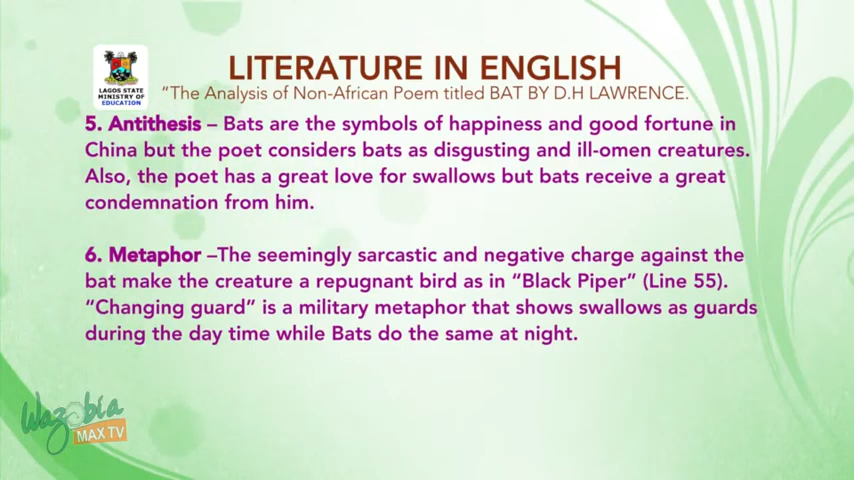 LITERATURE IN ENGLISH
LAGOS STATE
MINISTRY OF
EDUCATION
“The Analysis of Non-African Poem titled BAT BY D.H LAWRENCE.
5. Antithesis – Bats are the symbols of happiness and good fortune in
China but the poet considers bats as disgusting and ill-omen creatures.
Also, the poet has a great love for swallows but bats receive a great
condemnation from him.
6. Metaphor –The seemingly sarcastic and negative charge against the
bat make the creature a repugnant bird as in “Black Piper” (Line 55).
“Changing guard” is a military metaphor that shows swallows as guards
during the day time while Bats do the same at night.
Wazobia
MAX TV